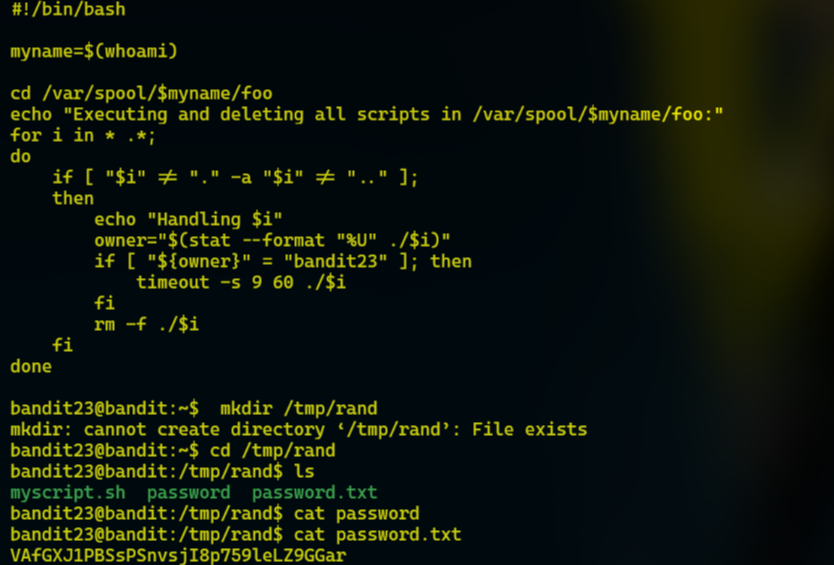 #!/bin/bash
myname=$(whoami)
cd /var/spool/$myname/foo
echo "Executing and deleting all scripts in /var/spool/$myname/foo:"
for i in * .*;
do
    if [ "$i" != "." -a "$i" != ".." ];
    then
        echo "Handling $i"
        owner="$(stat --format "%U" ./$i)"
        if [ "${owner}" = "bandit23" ]; then
            timeout -s 9 60 ./$i
        fi
        rm -f ./$i
    fi
done
bandit23@bandit:~$  mkdir /tmp/rand
mkdir: cannot create directory ‘/tmp/rand’: File exists
bandit23@bandit:~$ cd /tmp/rand
bandit23@bandit:/tmp/rand$ ls
myscript.sh  password  password.txt
bandit23@bandit:/tmp/rand$ cat password
bandit23@bandit:/tmp/rand$ cat password.txt
VAfGXJ1PBSsPSnvsjI8p759leLZ9GGar